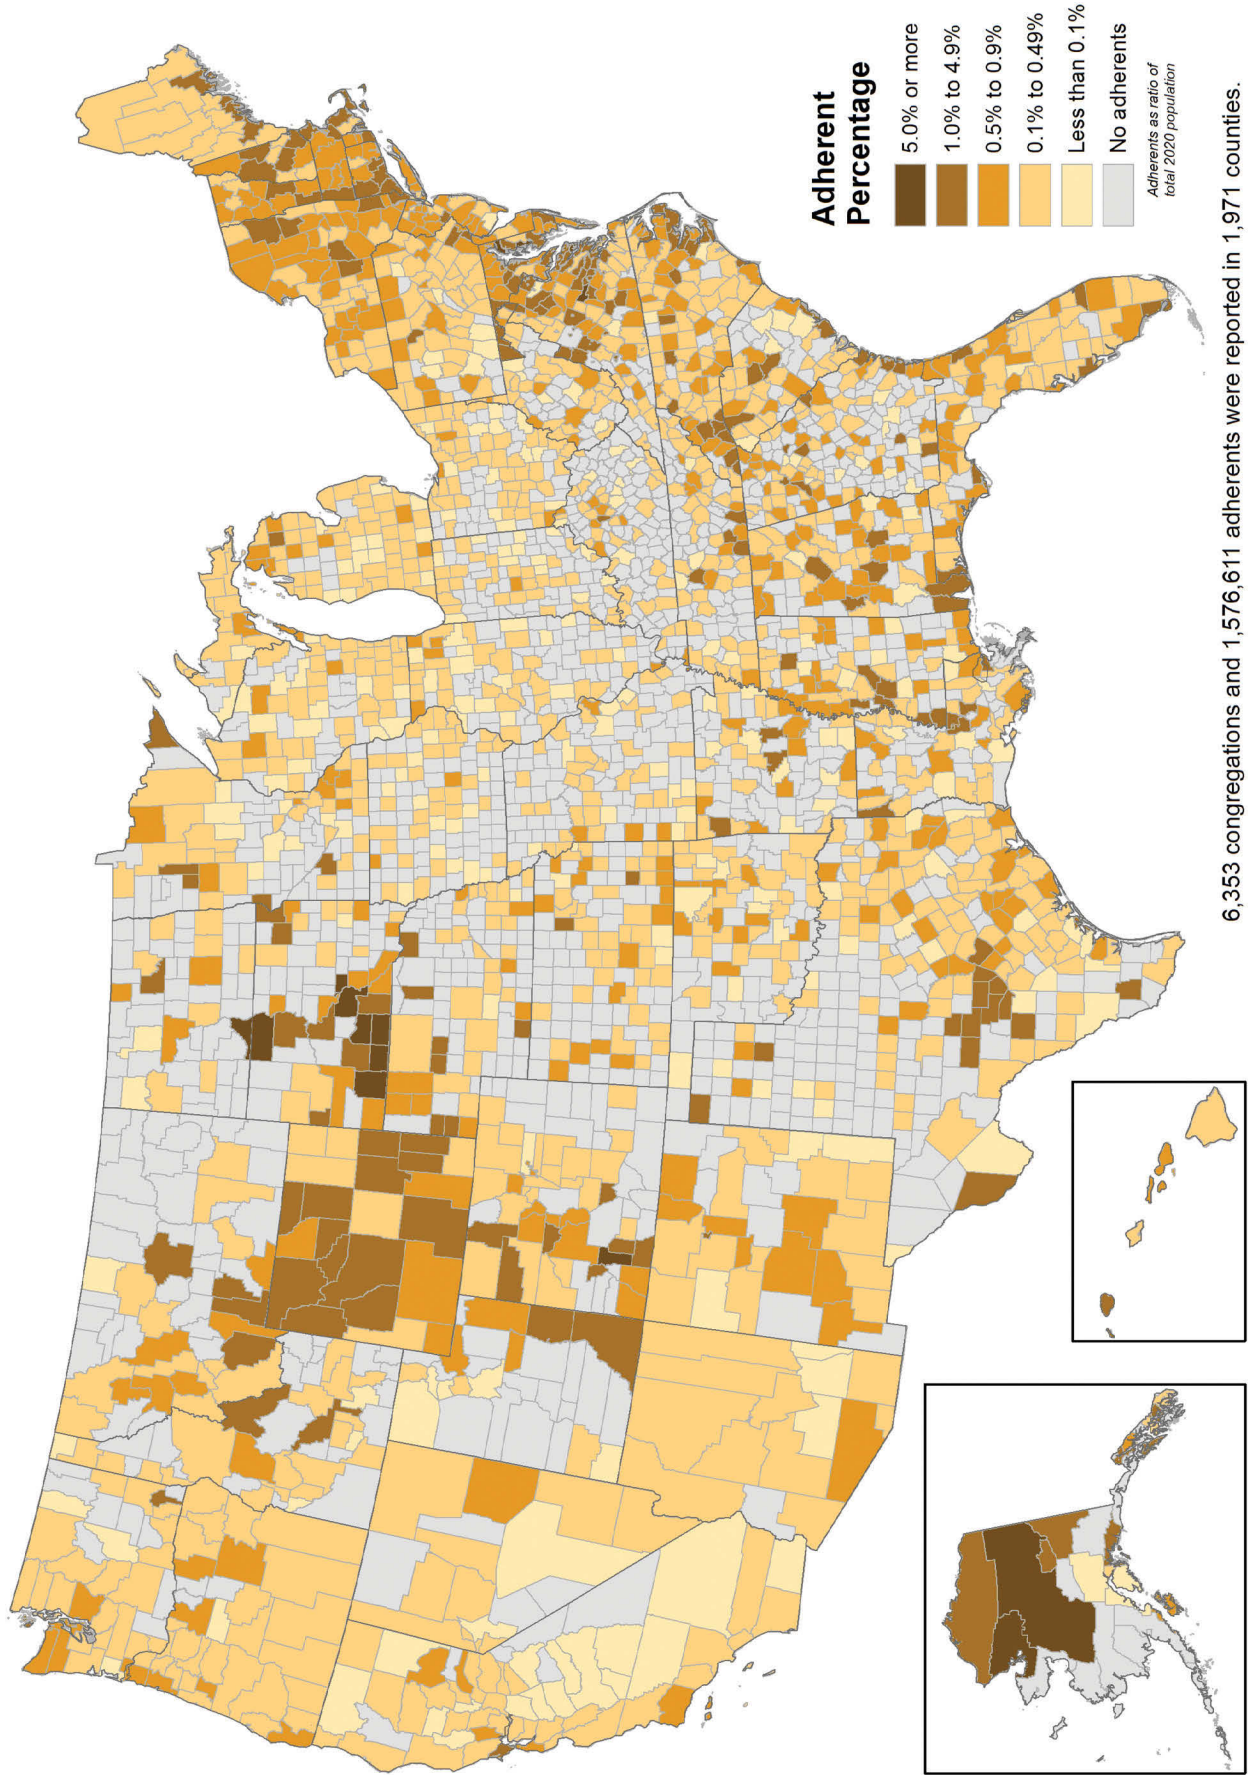 Adherent
Percentage
5.0% or more
1.0% to 4.9%
0.5% to 0.9%
0.1% to 0.49%
Less than 0.1%
No adherents
Adherents as ratio of
total 2020 population
6,353 congregations and 1,576,611 adherents were reported in 1,971 counties.